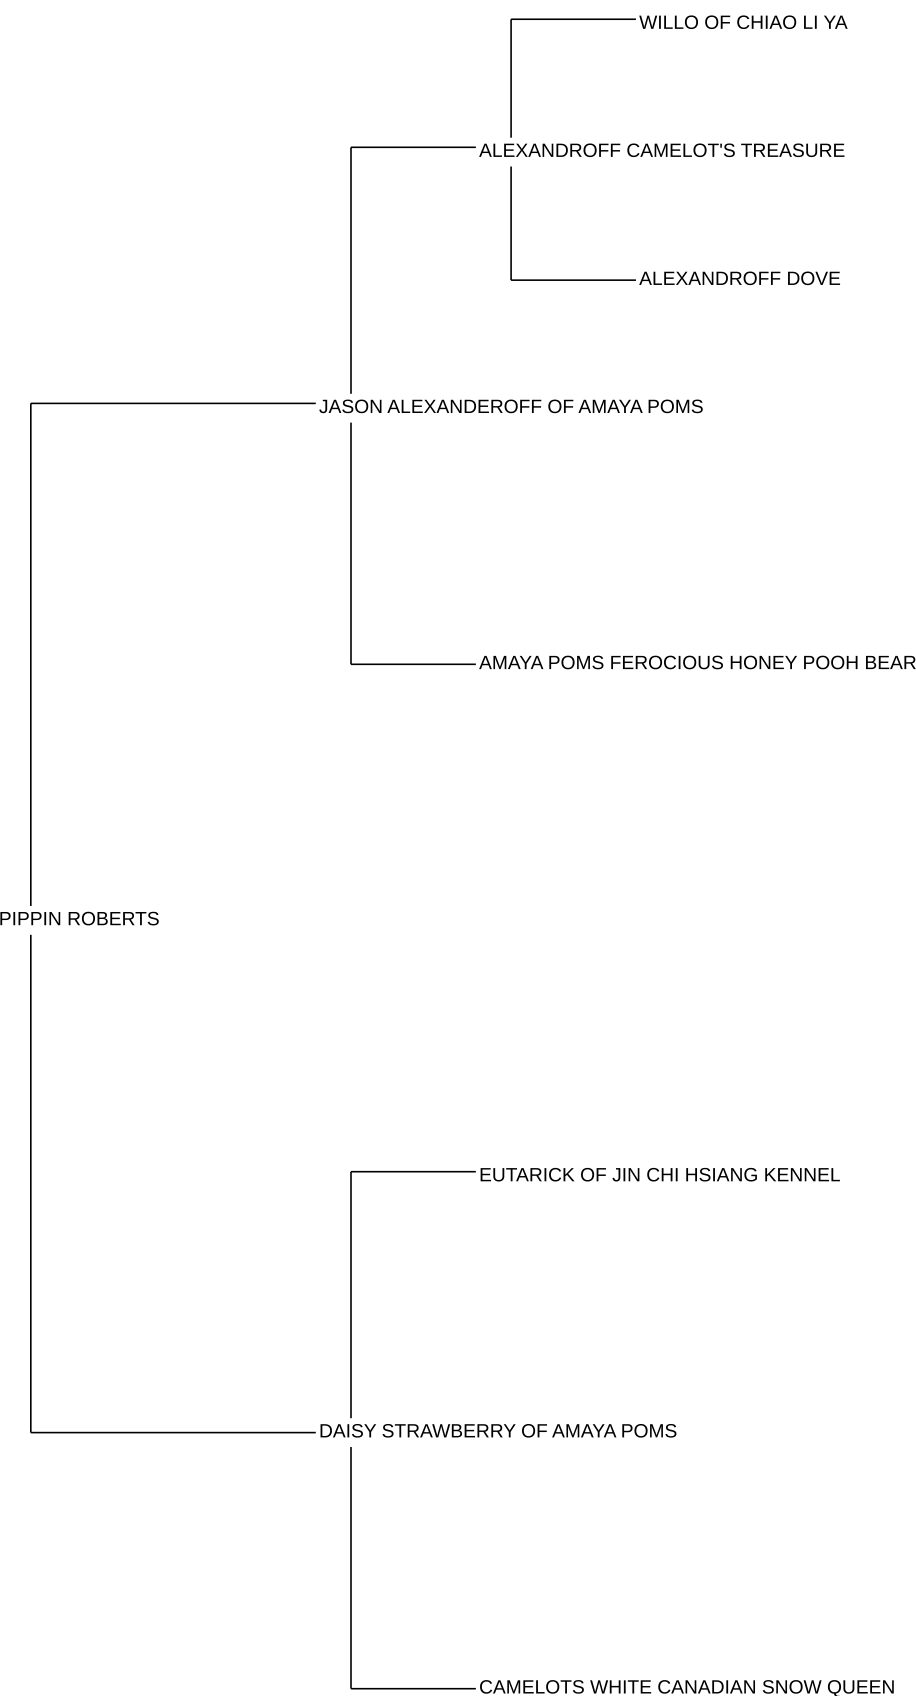 WILLO OF CHIAO LI YA
ALEXANDROFF CAMELOT'S TREASURE
ALEXANDROFF DOVE
JASON ALEXANDEROFF OF AMAYA POMS
AMAYA POMS FEROCIOUS HONEY POOH BEAR
PIPPIN ROBERTS
EUTARICK OF JIN CHI HSIANG KENNEL
DAISY STRAWBERRY OF AMAYA POMS
CAMELOTS WHITE CANADIAN SNOW QUEEN